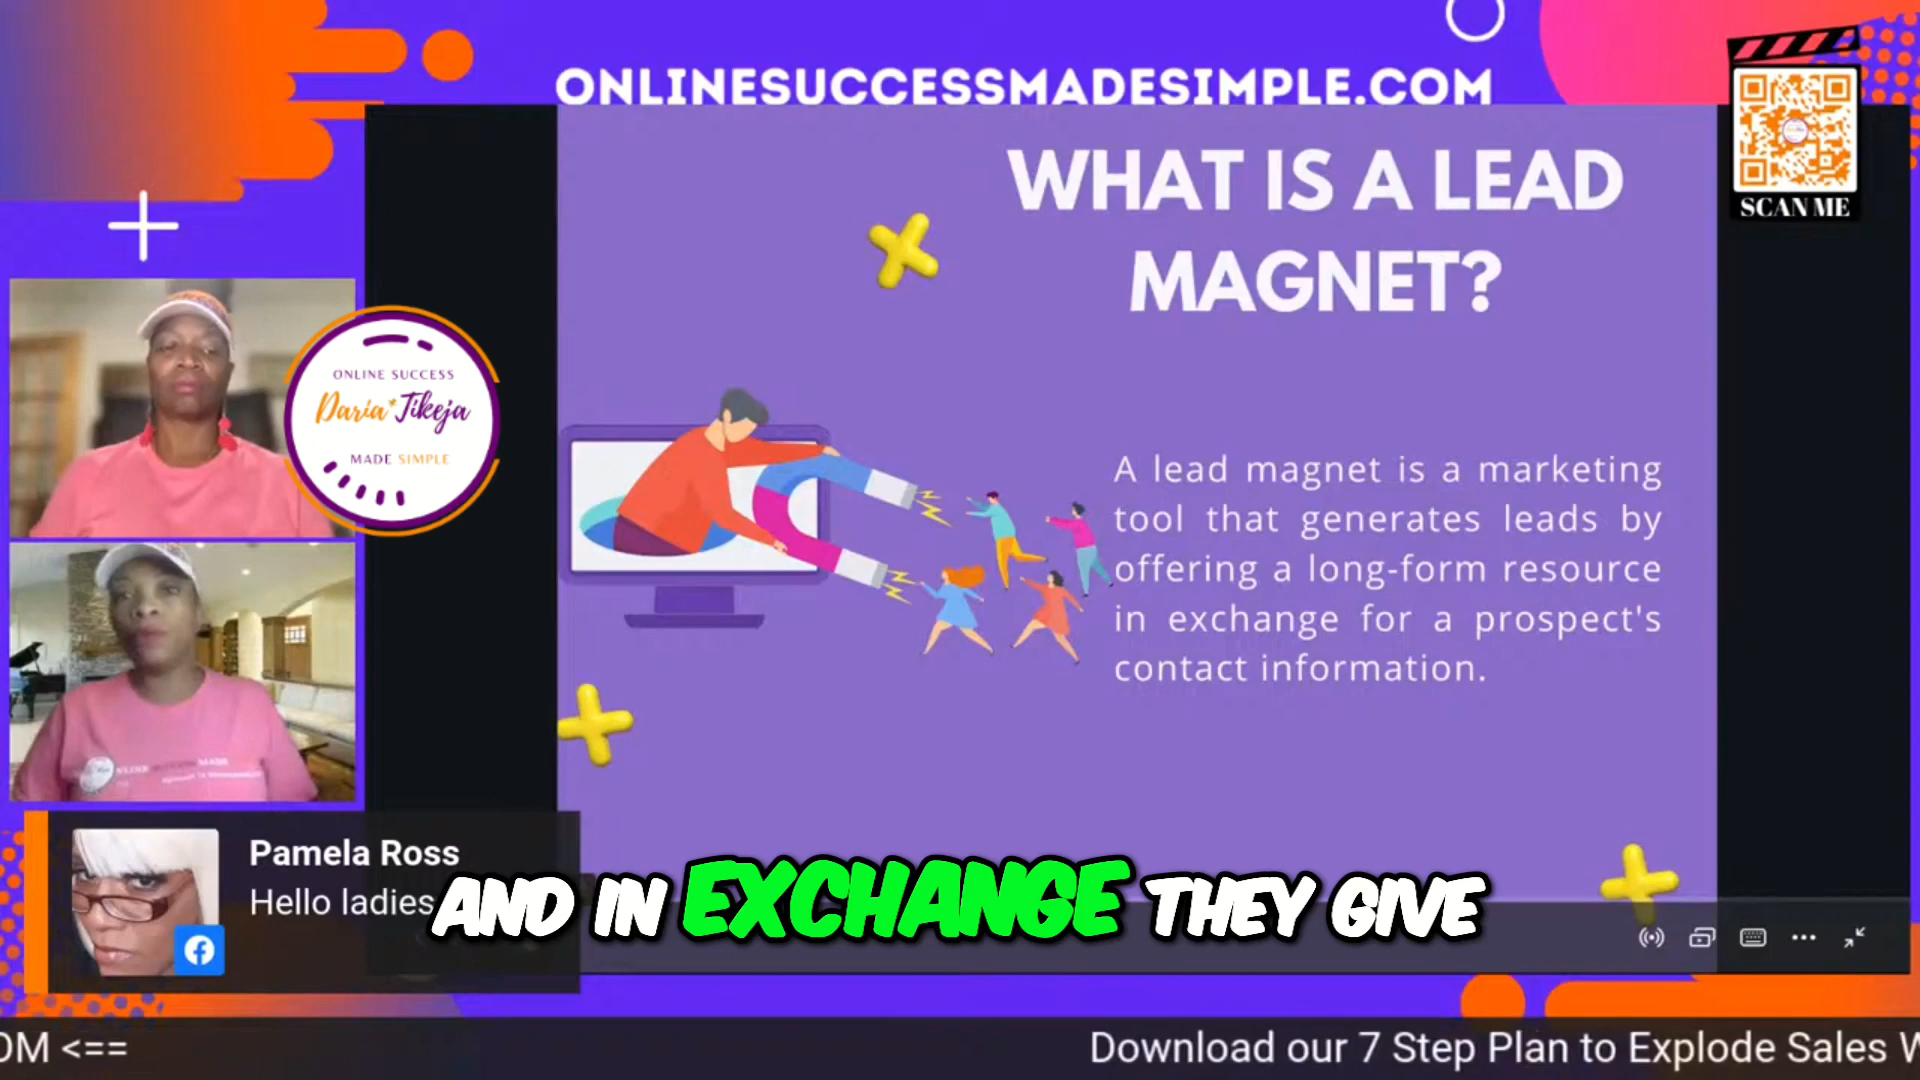 ONLINESUCCESSMADESIMPLE.COM
SCAN ME
WHAT IS A LEAD
MAGNET?
ONLINE SUCCESS
Daria Tikeja
MADE SIMPLE
A lead magnet is a marketing
tool that generates leads by
offering a long-form resource
in exchange for a prospect's
contact information.
Pamela Ross
Hello ladies
AND IN EXCHANGE THEY GIVE
OM <==
Download our 7 Step Plan to Explode Sales W